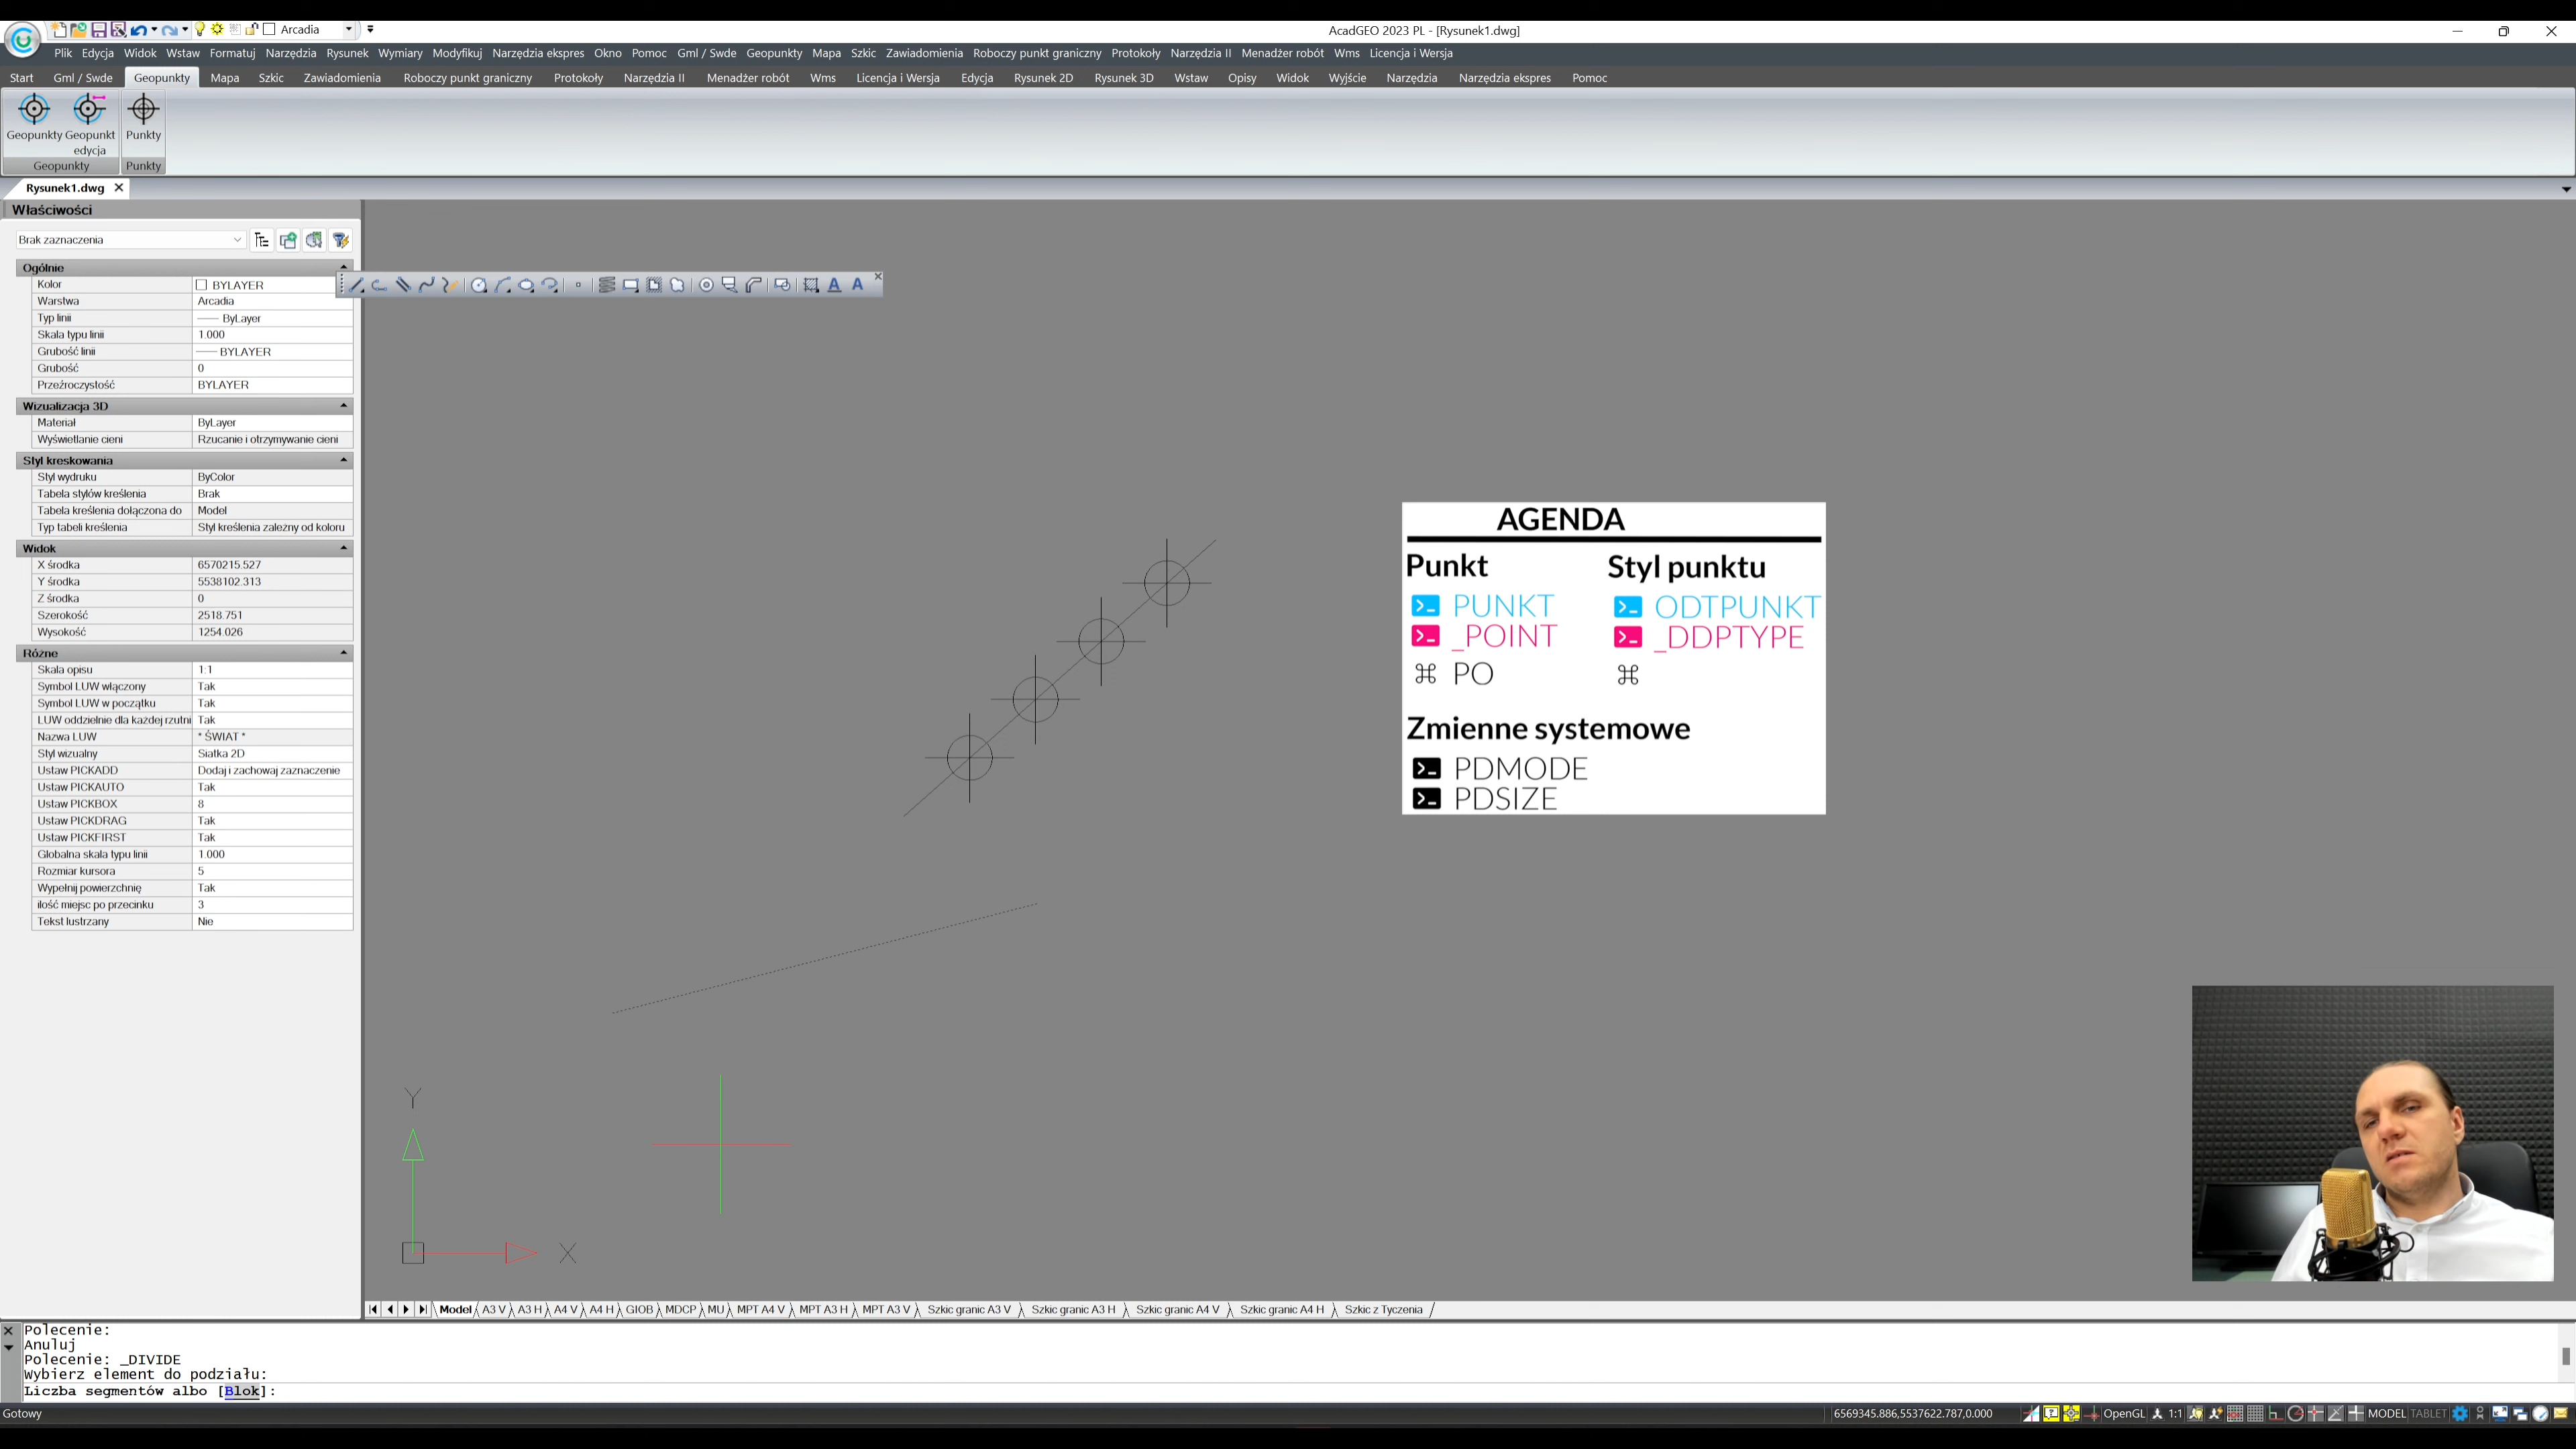 Arcadia
AcadGEO 2023 PL - [Rysunek1.dwg]
Plik Edycja Widok Wstaw Formatuj Narzędzia Rysunek Wymiary Modyfikuj Narzędzia ekspres Okno Pomoc Gml / Swde Geopunkty Mapa Szkic Zawiadomienia Roboczy punkt graniczny Protokoły Narzędzia II Menadżer robót Wms Licencja i Wersja
Start Gml / Swde Geopunkty Mapa Szkic Zawiadomienia Roboczy punkt graniczny Protokoły Narzędzia II Menadżer robót Wms Licencja i Wersja Edycja Rysunek 2D Rysunek 3D Wstaw Opisy Widok Wyjście Narzędzia Narzędzia ekspres Pomoc
Geopunkty Geopunkt edycja Punkty
Geopunkty Punkty
Rysunek1.dwg
Właściwości
Brak zaznaczenia
Ogólnie
Kolor BYLAYER
Warstwa Arcadia
Typ linii ByLayer
Skala typu linii 1.000
Grubość linii BYLAYER
Grubość 0
Przeźroczystość BYLAYER
Wizualizacja 3D
Materiał ByLayer
Wyświetlanie cieni Rzucanie i otrzymywanie cieni
Styl kreskowania
Styl wydruku ByColor
Tabela stylów kreślenia Brak
Tabela kreślenia dołączona do Model
Typ tabeli kreślenia Styl kreślenia zależny od koloru
Widok
X środka 6570215.527
Y środka 5538102.313
Z środka 0
Szerokość 2518.751
Wysokość 1254.026
Różne
Skala opisu 1:1
Symbol LUW włączony Tak
Symbol LUW w początku Tak
LUW oddzielnie dla każdej rzutni Tak
Nazwa LUW * ŚWIAT *
Styl wizualny Siatka 2D
Ustaw PICKADD Dodaj i zachowaj zaznaczenie
Ustaw PICKAUTO Tak
Ustaw PICKBOX 8
Ustaw PICKDRAG Tak
Ustaw PICKFIRST Tak
Globalna skala typu linii 1.000
Rozmiar kursora 5
Wypełnij powierzchnię Tak
ilość miejsc po przecinku 3
Tekst lustrzany Nie
AGENDA
Punkt
>_ PUNKT
>_ _POINT
⌘ PO
Styl punktu
>_ ODTPUNKT
>_ _DDPTYPE
⌘
Zmienne systemowe
>_ PDMODE
>_ PDSIZE
Y
X
Model A3 V A3 H A4 V A4 H GIOB MDCP MU MPT A4 V MPT A3 H MPT A3 V Szkic granic A3 V Szkic granic A3 H Szkic granic A4 V Szkic granic A4 H Szkic z Tyczenia
Polecenie:
Anuluj
Polecenie: _DIVIDE
Wybierz element do podziału:
Liczba segmentów albo [Blok]:
Gotowy
6569345.886,5537622.787,0.000 OpenGL 1:1 MODEL TABLET